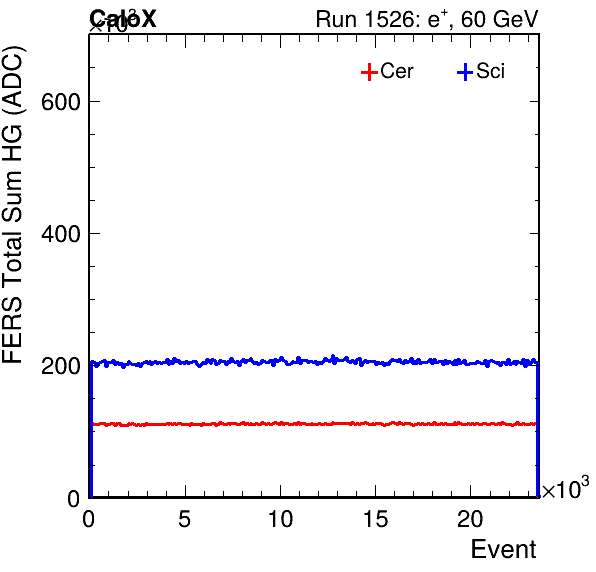 CaloX Run 1526: e⁺, 60 GeV
×10³
Cer Sci
FERS Total Sum HG (ADC)
600
400
200
0
0 5 10 15 20 ×10³
Event